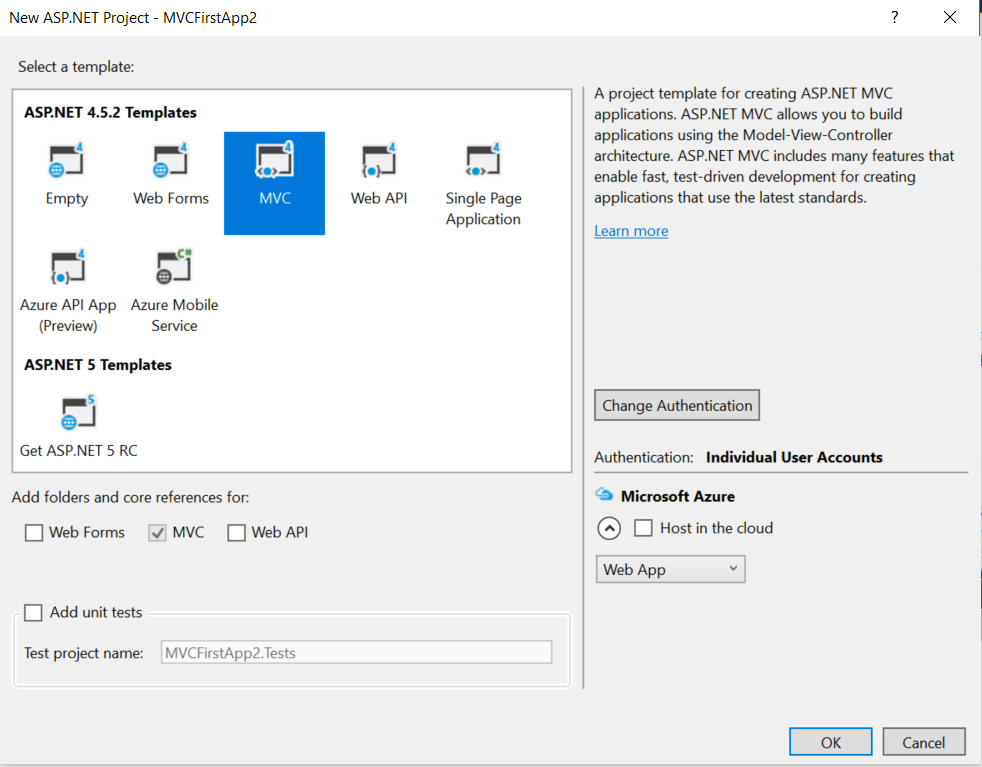 New ASP.NET Project - MVCFirstApp2
?
Select a template:
ASP.NET 4.5.2 Templates
4 4 4 4 4
Empty Web Forms MVC Web API Single Page
Application
4 C#
Azure API App Azure Mobile
(Preview) Service
ASP.NET 5 Templates
5
Get ASP.NET 5 RC
Add folders and core references for:
Web Forms MVC Web API
Add unit tests
Test project name: MVCFirstApp2.Tests
A project template for creating ASP.NET MVC
applications. ASP.NET MVC allows you to build
applications using the Model-View-Controller
architecture. ASP.NET MVC includes many features that
enable fast, test-driven development for creating
applications that use the latest standards.
Learn more
Change Authentication
Authentication: Individual User Accounts
Microsoft Azure
Host in the cloud
Web App
OK Cancel